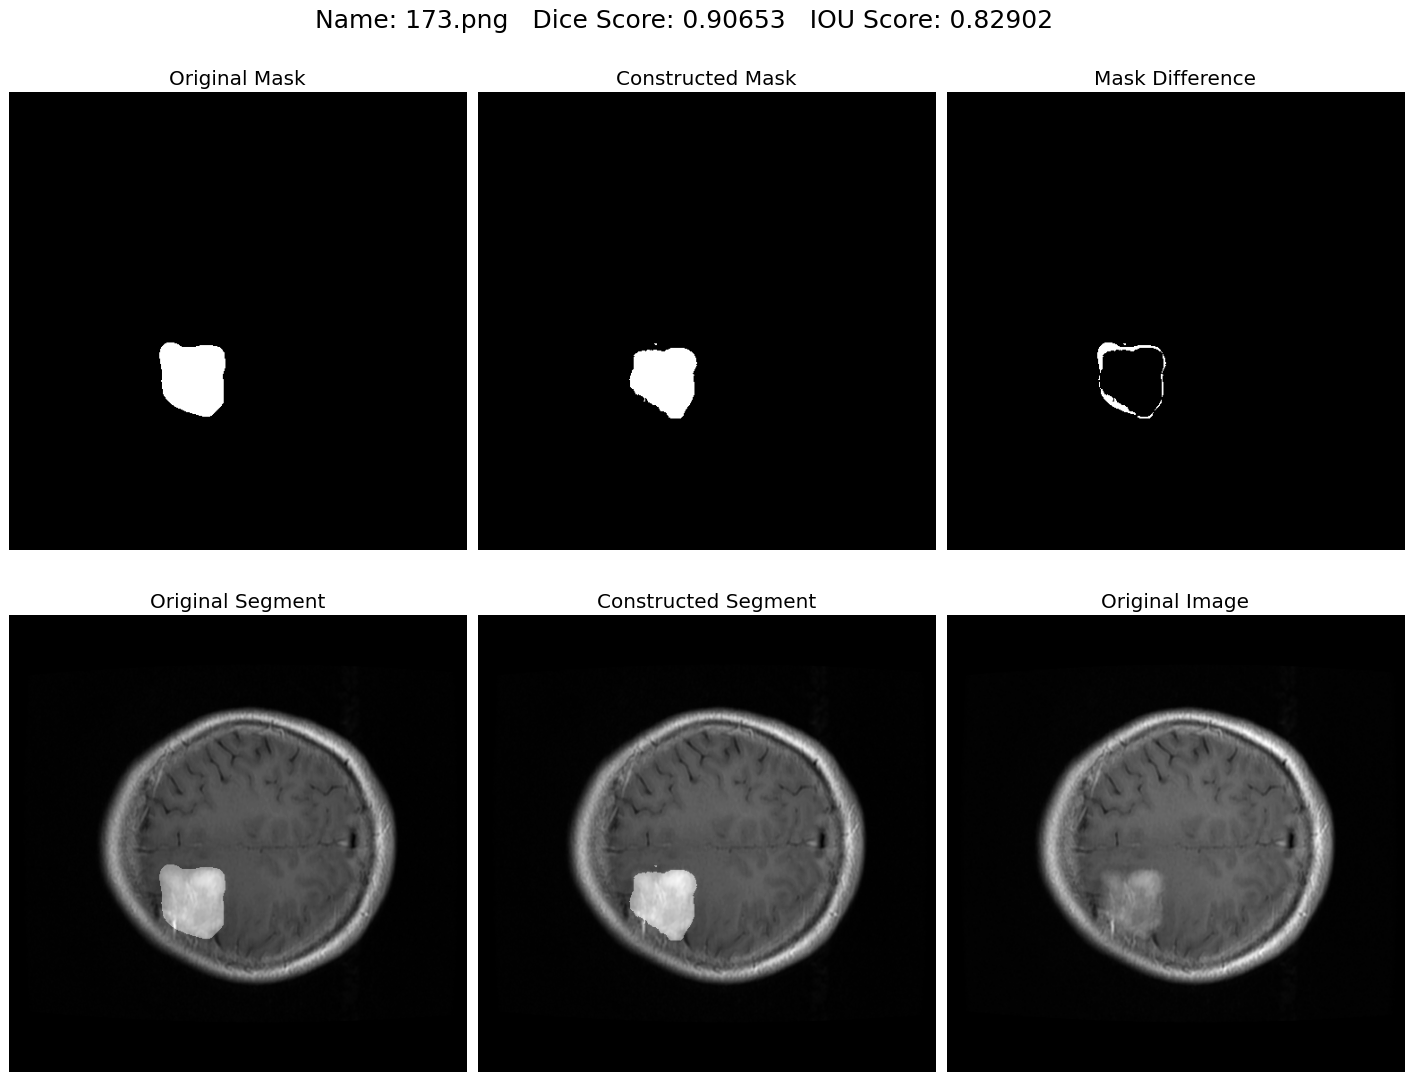 Name: 173.png   Dice Score: 0.90653   IOU Score: 0.82902
Original Mask
Constructed Mask
Mask Difference
Original Segment
Constructed Segment
Original Image